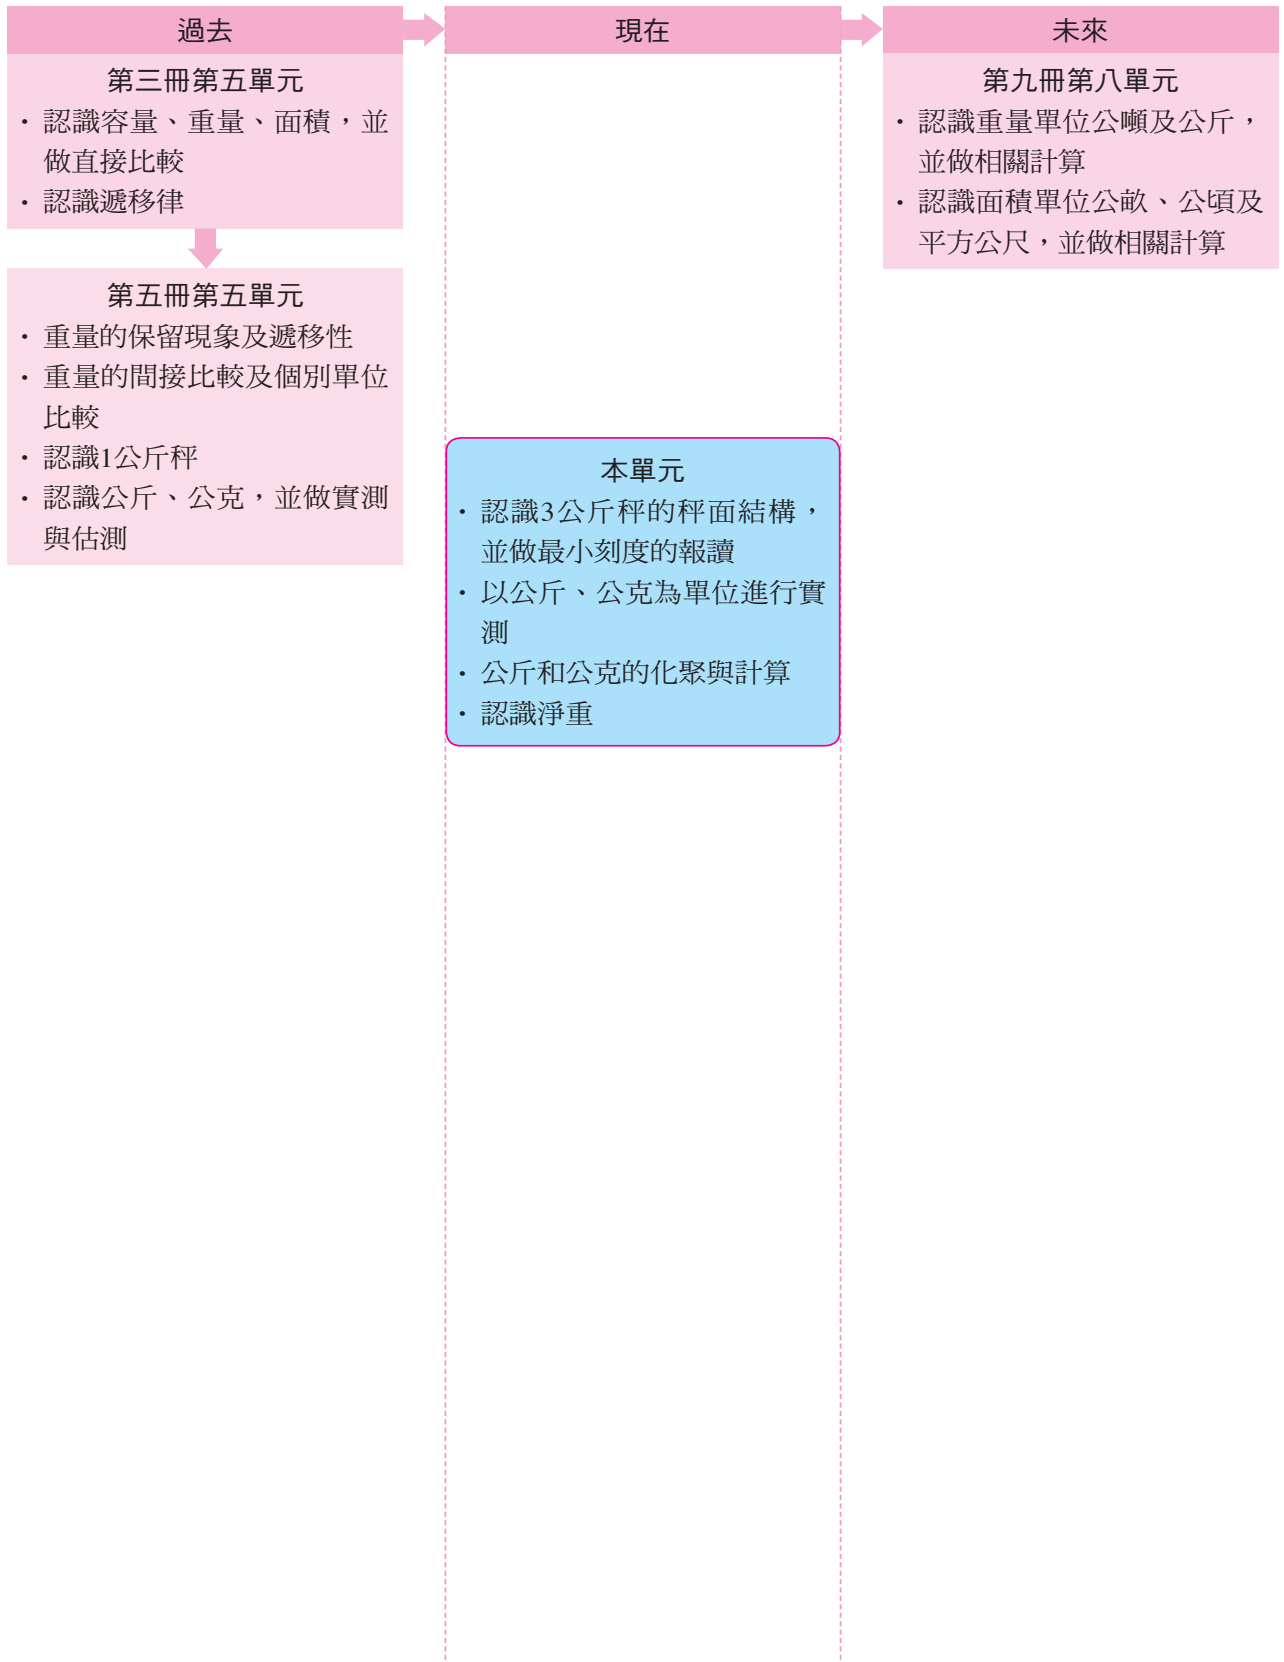 過去
第三冊第五單元
・認識容量、重量、面積，並
做直接比較
・認識遞移律
第五冊第五單元
・重量的保留現象及遞移性
・重量的間接比較及個別單位
比較
・認識1公斤秤
・認識公斤、公克，並做實測
與估測
現在
本單元
・認識3公斤秤的秤面結構，
並做最小刻度的報讀
・以公斤、公克為單位進行實
測
・公斤和公克的化聚與計算
・認識淨重
未來
第九冊第八單元
・認識重量單位公噸及公斤，
並做相關計算
・認識面積單位公畝、公頃及
平方公尺，並做相關計算